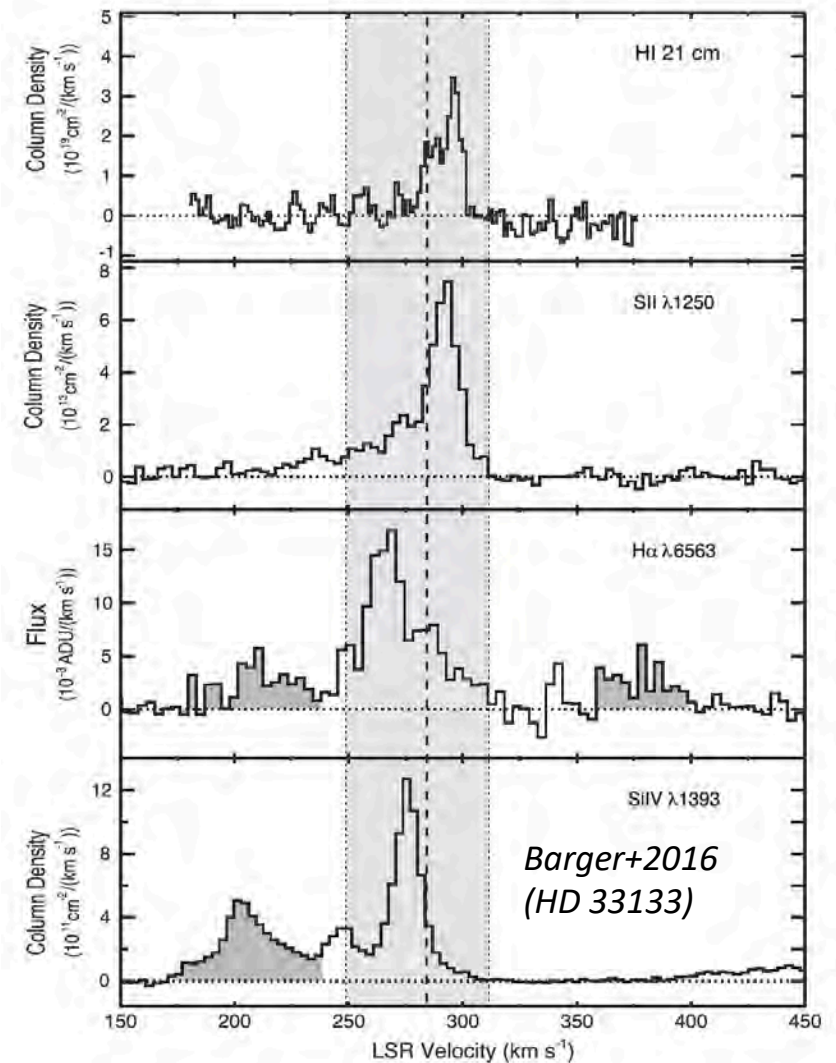 HI 21 cm
Column Density
(10¹⁹cm⁻²/(km s⁻¹))
5
4
3
2
1
0
-1
SII λ1250
Column Density
(10¹³cm⁻²/(km s⁻¹))
8
6
4
2
0
Hα λ6563
Flux
(10⁻³ ADU/(km s⁻¹))
15
10
5
0
SiIV λ1393
Column Density
(10¹¹cm⁻²/(km s⁻¹))
12
8
4
0
Barger+2016
(HD 33133)
150 200 250 300 350 400 450
LSR Velocity (km s⁻¹)